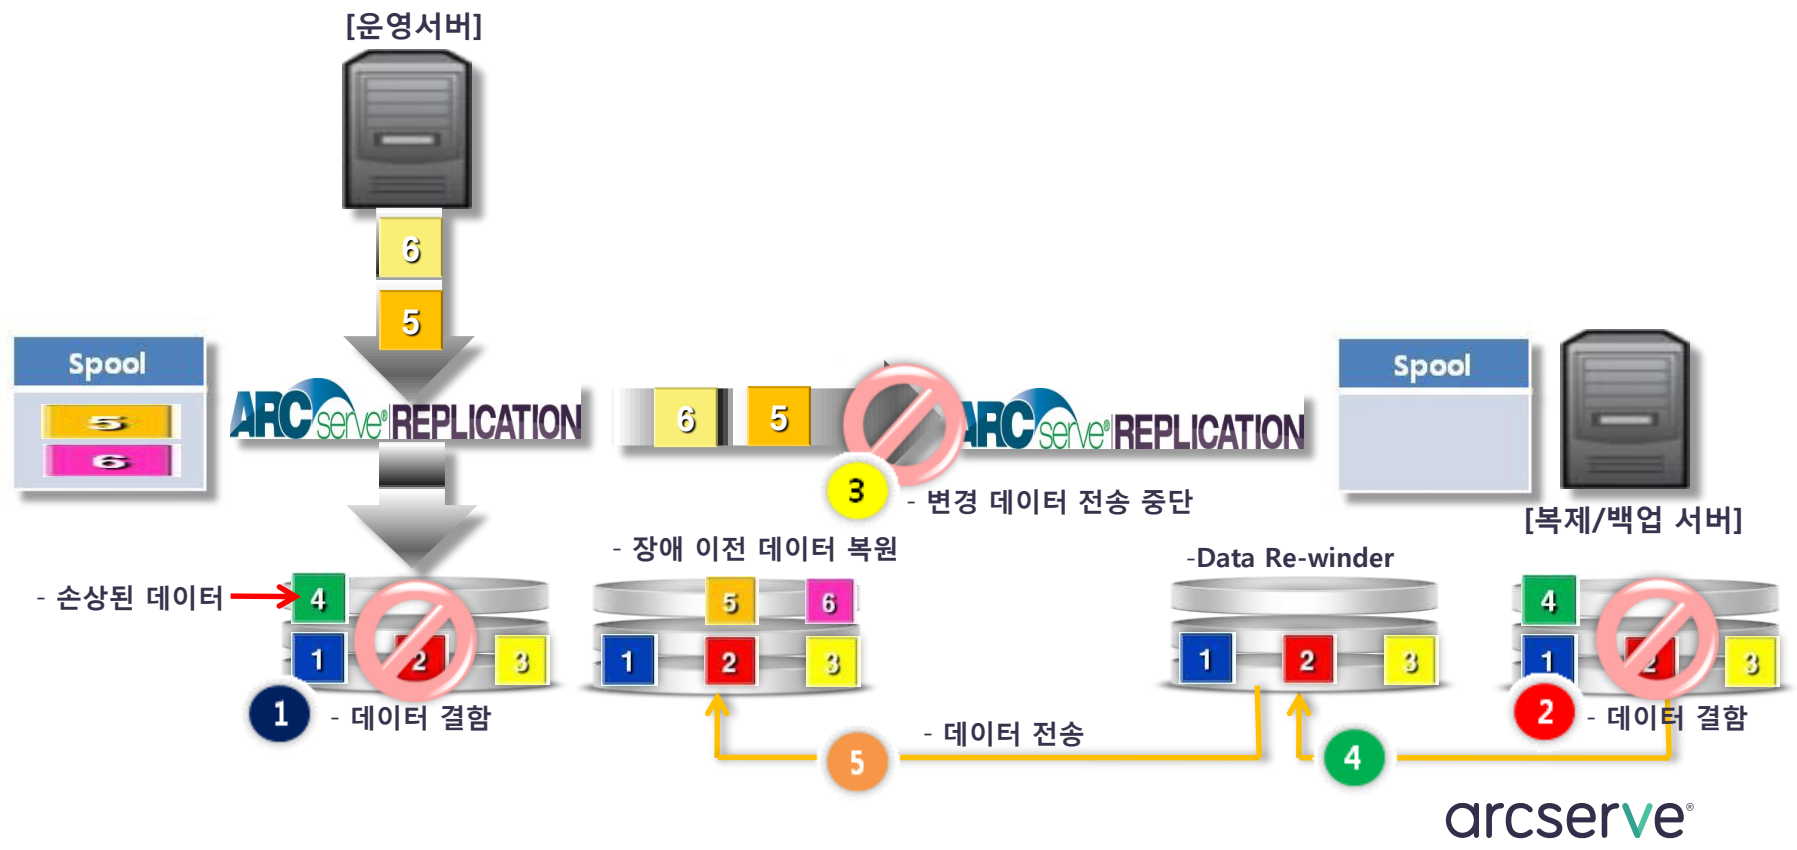 [운영서버]
6
5
Spool
5
6
ARCserve® REPLICATION
6
5
ARCserve® REPLICATION
Spool
3
- 변경 데이터 전송 중단
[복제/백업 서버]
- 장애 이전 데이터 복원
-Data Re-winder
- 손상된 데이터
4
1
2
3
5
6
1
2
3
1
2
3
4
1
2
3
1
- 데이터 결함
2
- 데이터 결함
- 데이터 전송
5
4
arcserve®